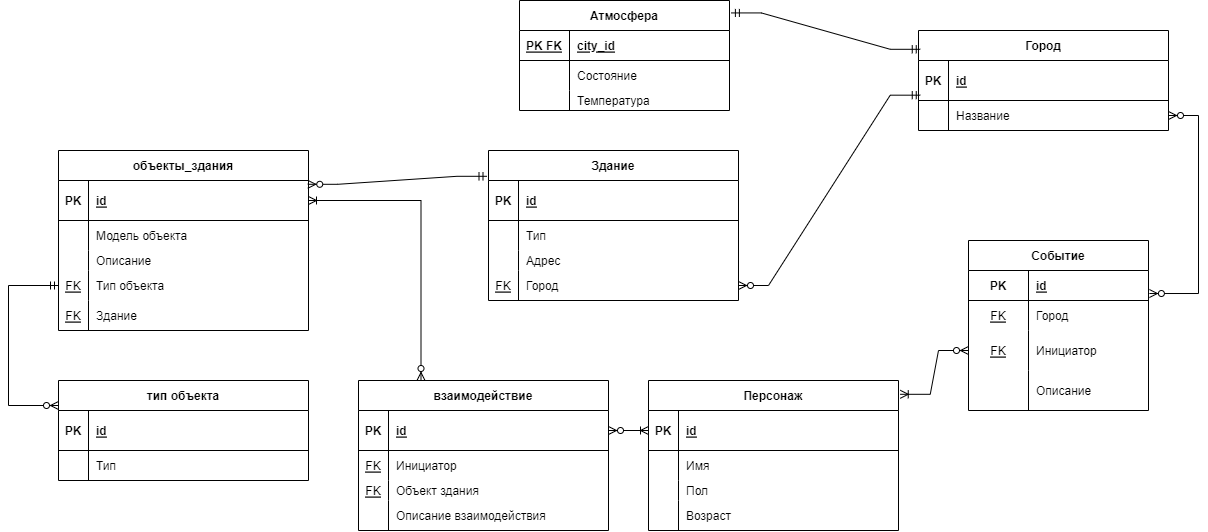 Атмосфера
PK FK city_id
Состояние
Температура
Город
PK id
Название
объекты_здания
PK id
Модель объекта
Описание
FK Тип объекта
FK Здание
Здание
PK id
Тип
Адрес
FK Город
Событие
PK id
FK Город
FK Инициатор
Описание
тип объекта
PK id
Тип
взаимодействие
PK id
FK Инициатор
FK Объект здания
Описание взаимодействия
Персонаж
PK id
Имя
Пол
Возраст